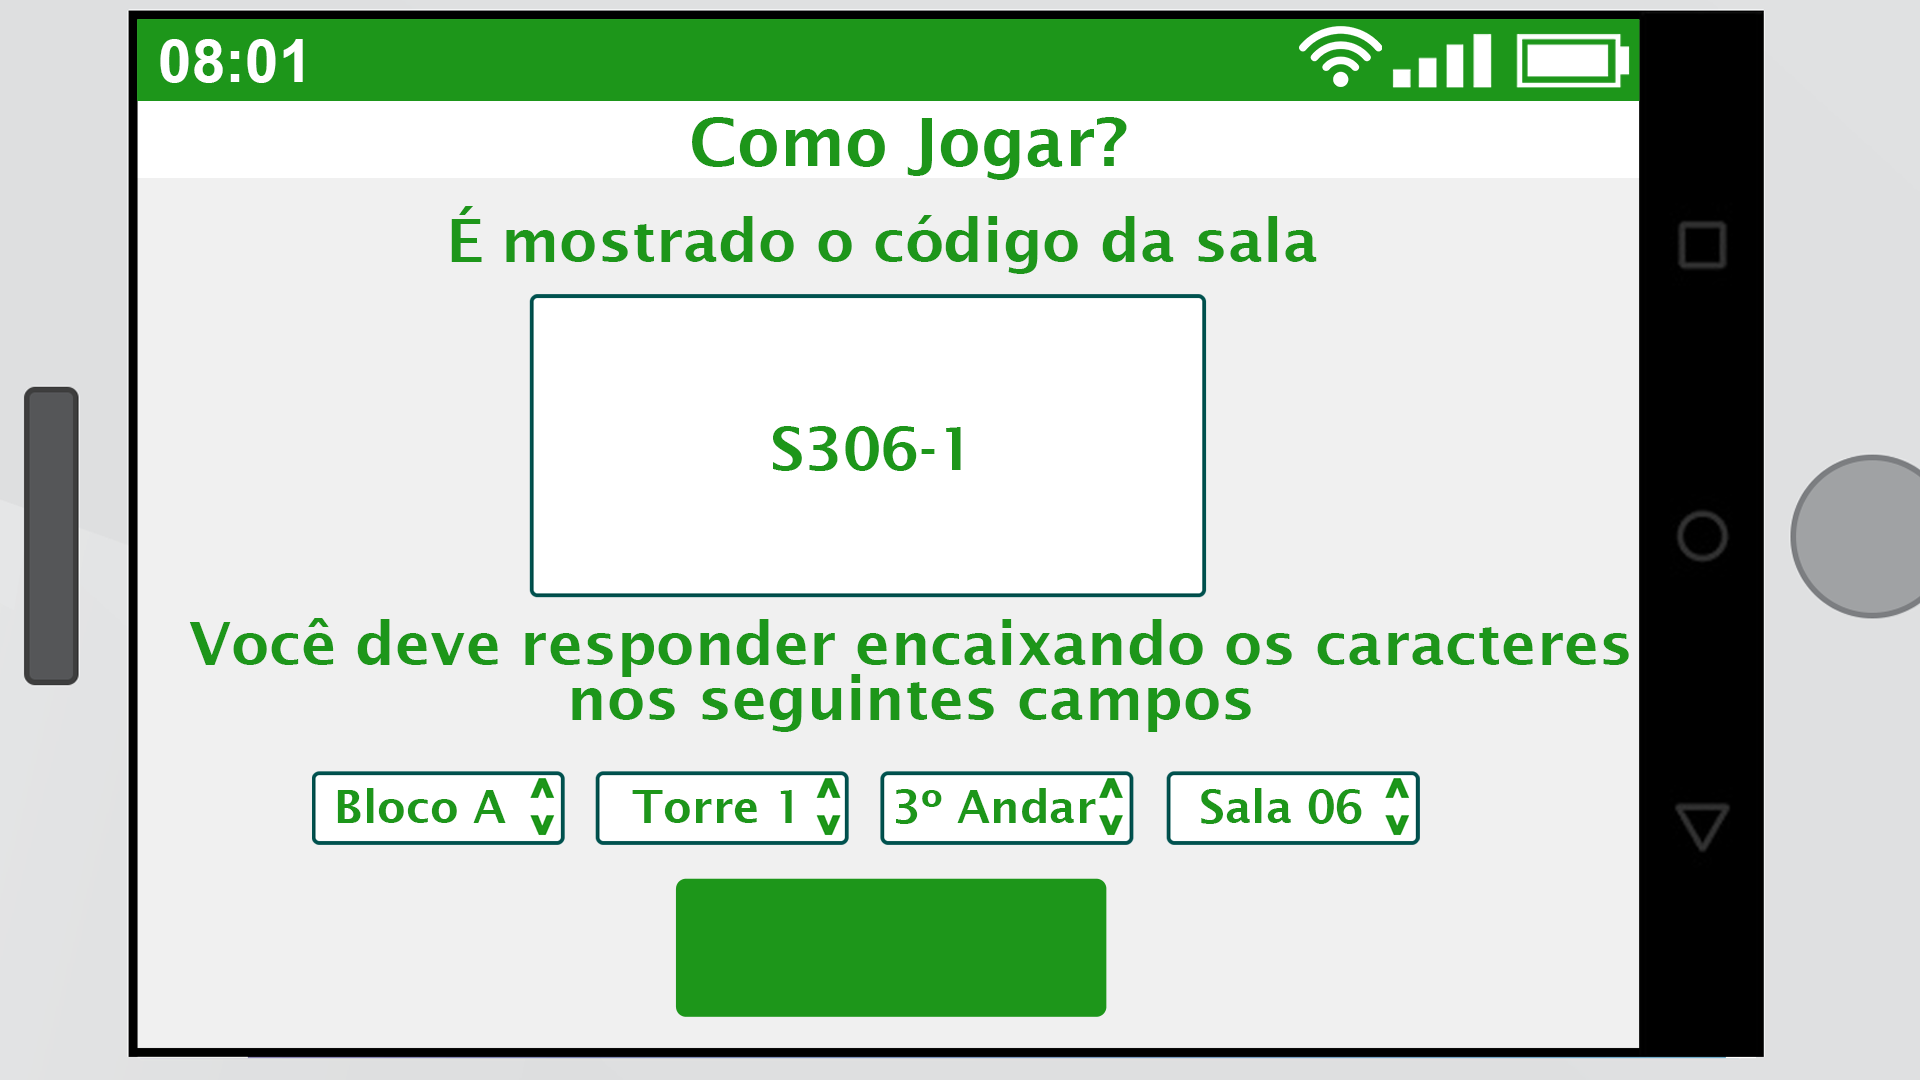 08:01
Como Jogar?
É mostrado o código da sala
S306-1
Você deve responder encaixando os caracteres
nos seguintes campos
Bloco A
Torre 1
3º Andar
Sala 06